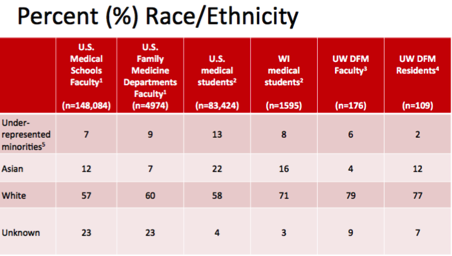 Percent (%) Race/Ethnicity
U.S.
Medical
Schools
Faculty1
(n=148,084)
U.S.
Family
Medicine
Departments
Faculty1
(n=4974)
U.S.
medical
students2
(n=83,424)
WI
medical
students2
(n=1595)
UW DFM
Faculty3
(n=176)
UW DFM
Residents4
(n=109)
Under-
represented
minorities5
7 9 13 8 6 2
Asian 12 7 22 16 4 12
White 57 60 58 71 79 77
Unknown 23 23 4 3 9 7